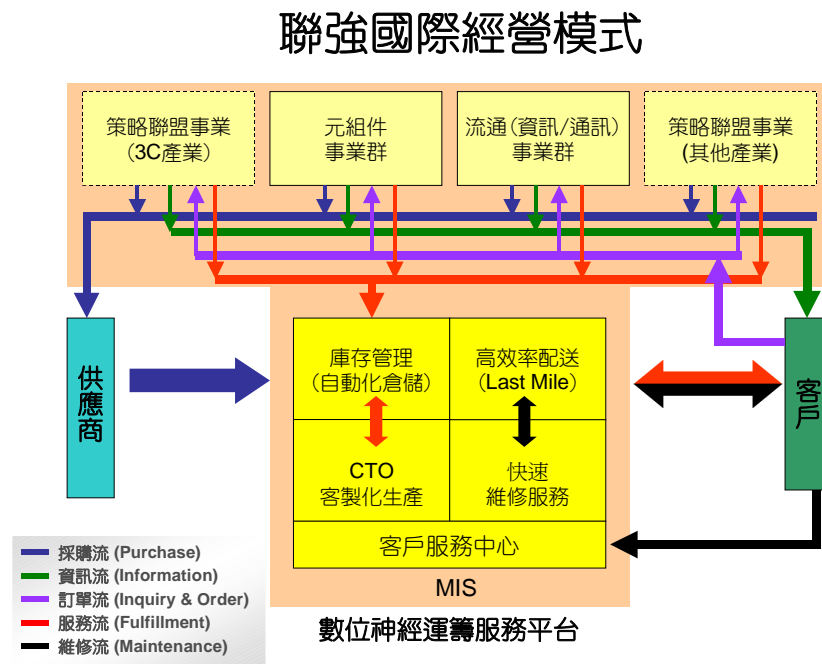 聯強國際經營模式
策略聯盟事業
（3C產業）
元組件
事業群
流通（資訊/通訊）
事業群
策略聯盟事業
(其他產業)
供應商
庫存管理
（自動化倉儲）
高效率配送
（Last Mile）
客戶
CTO
客製化生產
快速
維修服務
客戶服務中心
MIS
數位神經運籌服務平台
採購流 (Purchase)
資訊流 (Information)
訂單流 (Inquiry & Order)
服務流 (Fulfillment)
維修流 (Maintenance)